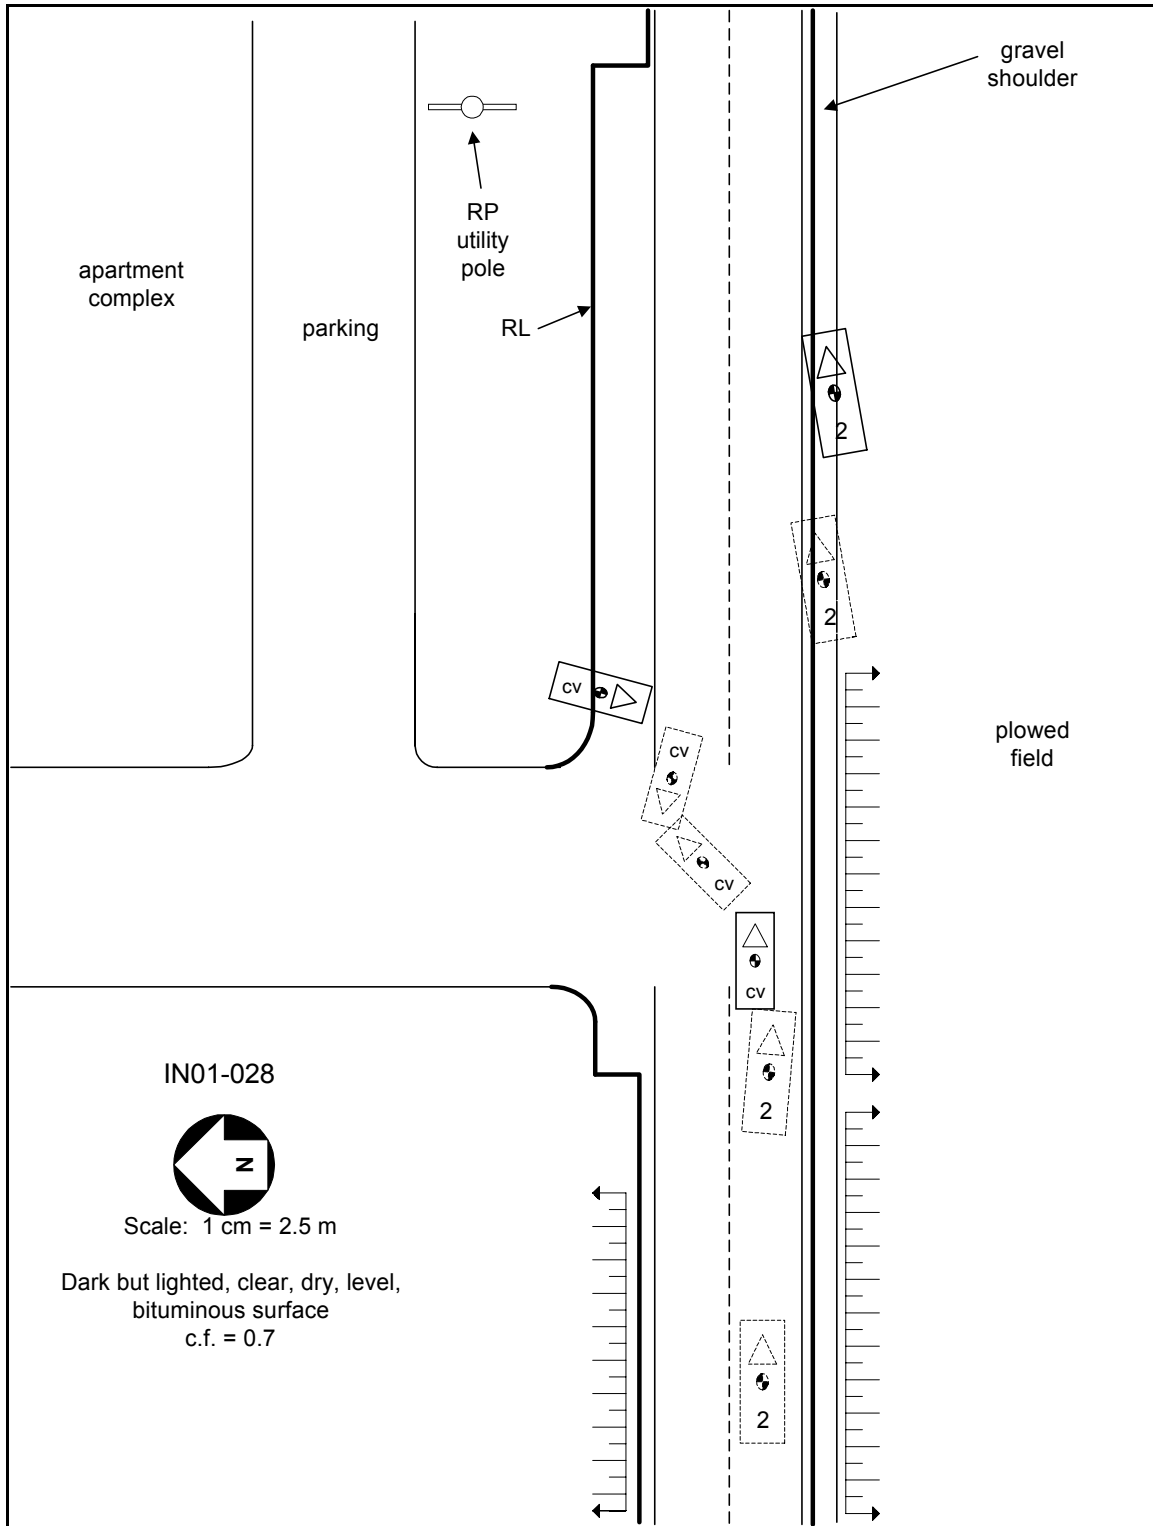 gravel
shoulder
RP
utility
pole
apartment
complex
parking
RL
2
2
cv
cv
plowed
field
cv
cv
2
IN01-028
N
Scale: 1 cm = 2.5 m
Dark but lighted, clear, dry, level,
bituminous surface
c.f. = 0.7
2